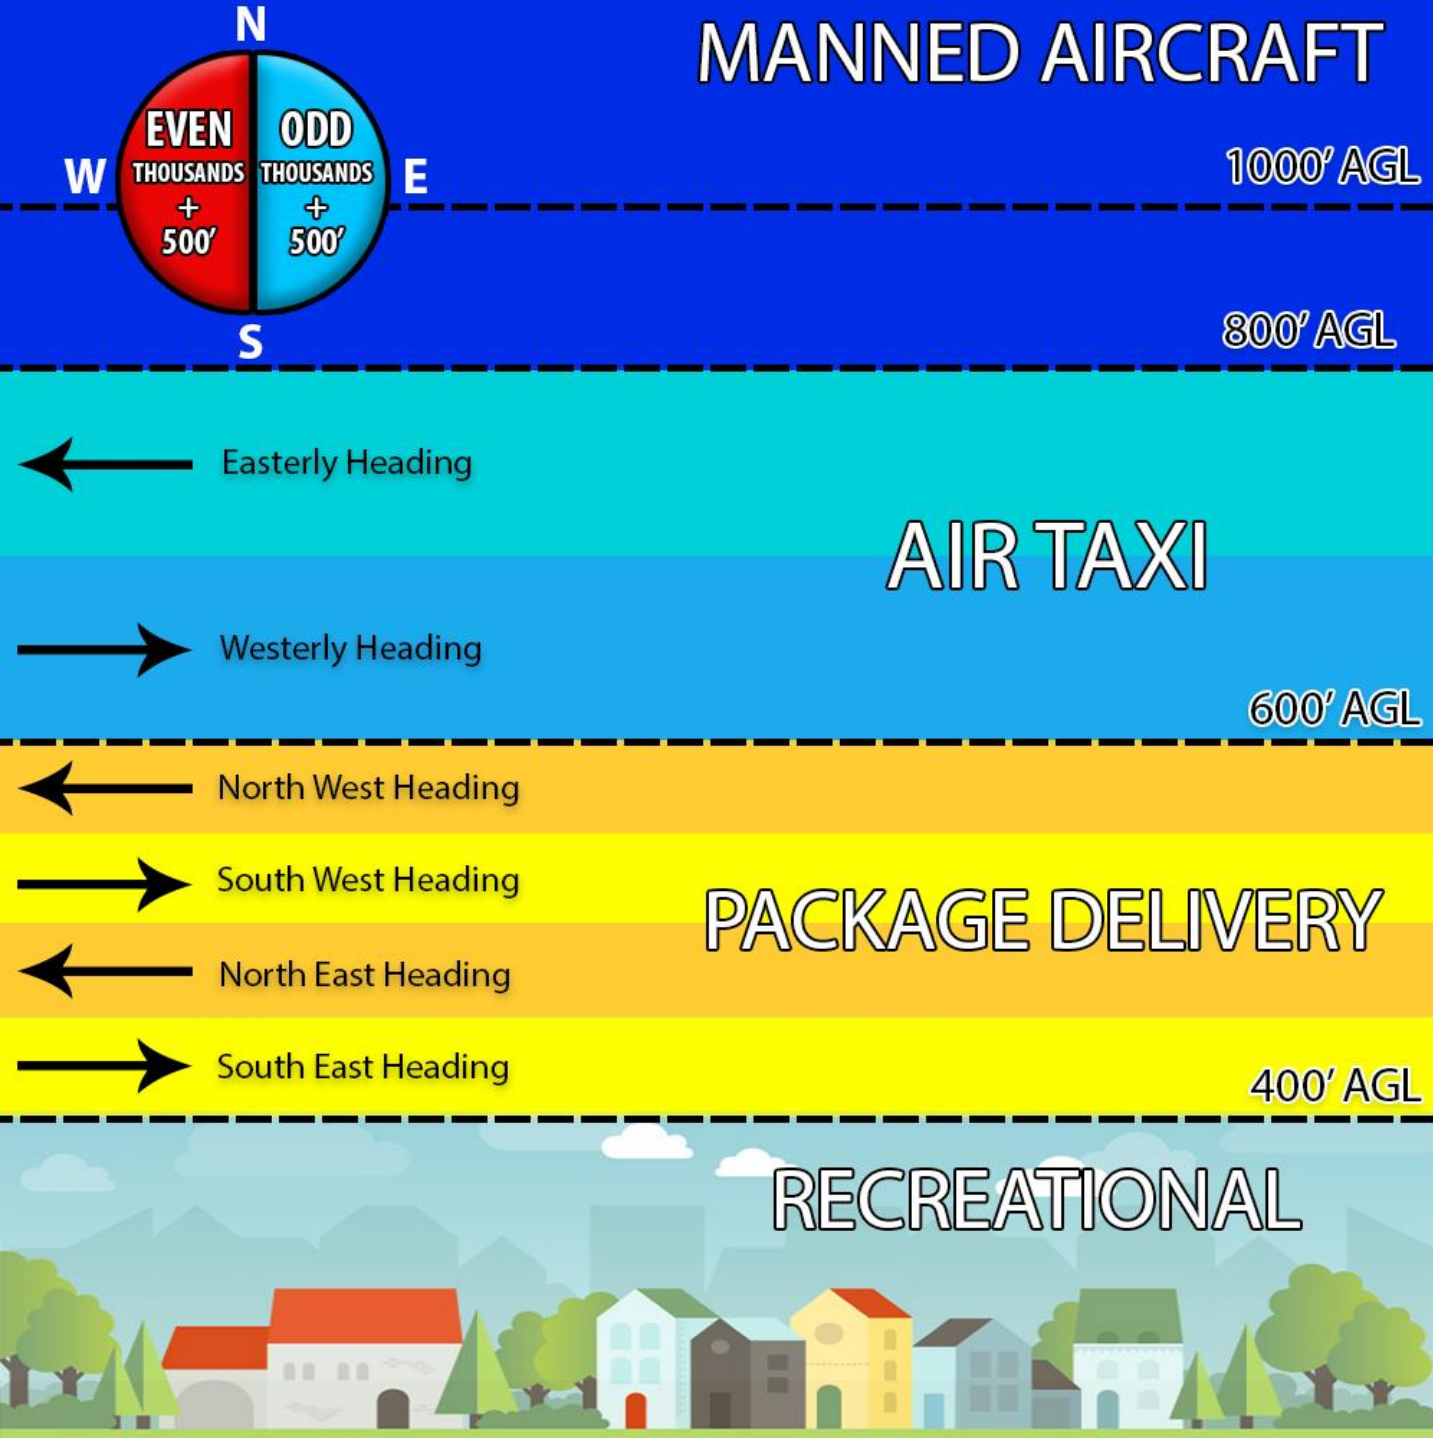 N
MANNED AIRCRAFT
EVEN ODD
THOUSANDS THOUSANDS
+ +
500' 500'
W E
1000' AGL
S
800' AGL
Easterly Heading
AIR TAXI
Westerly Heading
600' AGL
North West Heading
South West Heading
PACKAGE DELIVERY
North East Heading
South East Heading
400' AGL
RECREATIONAL